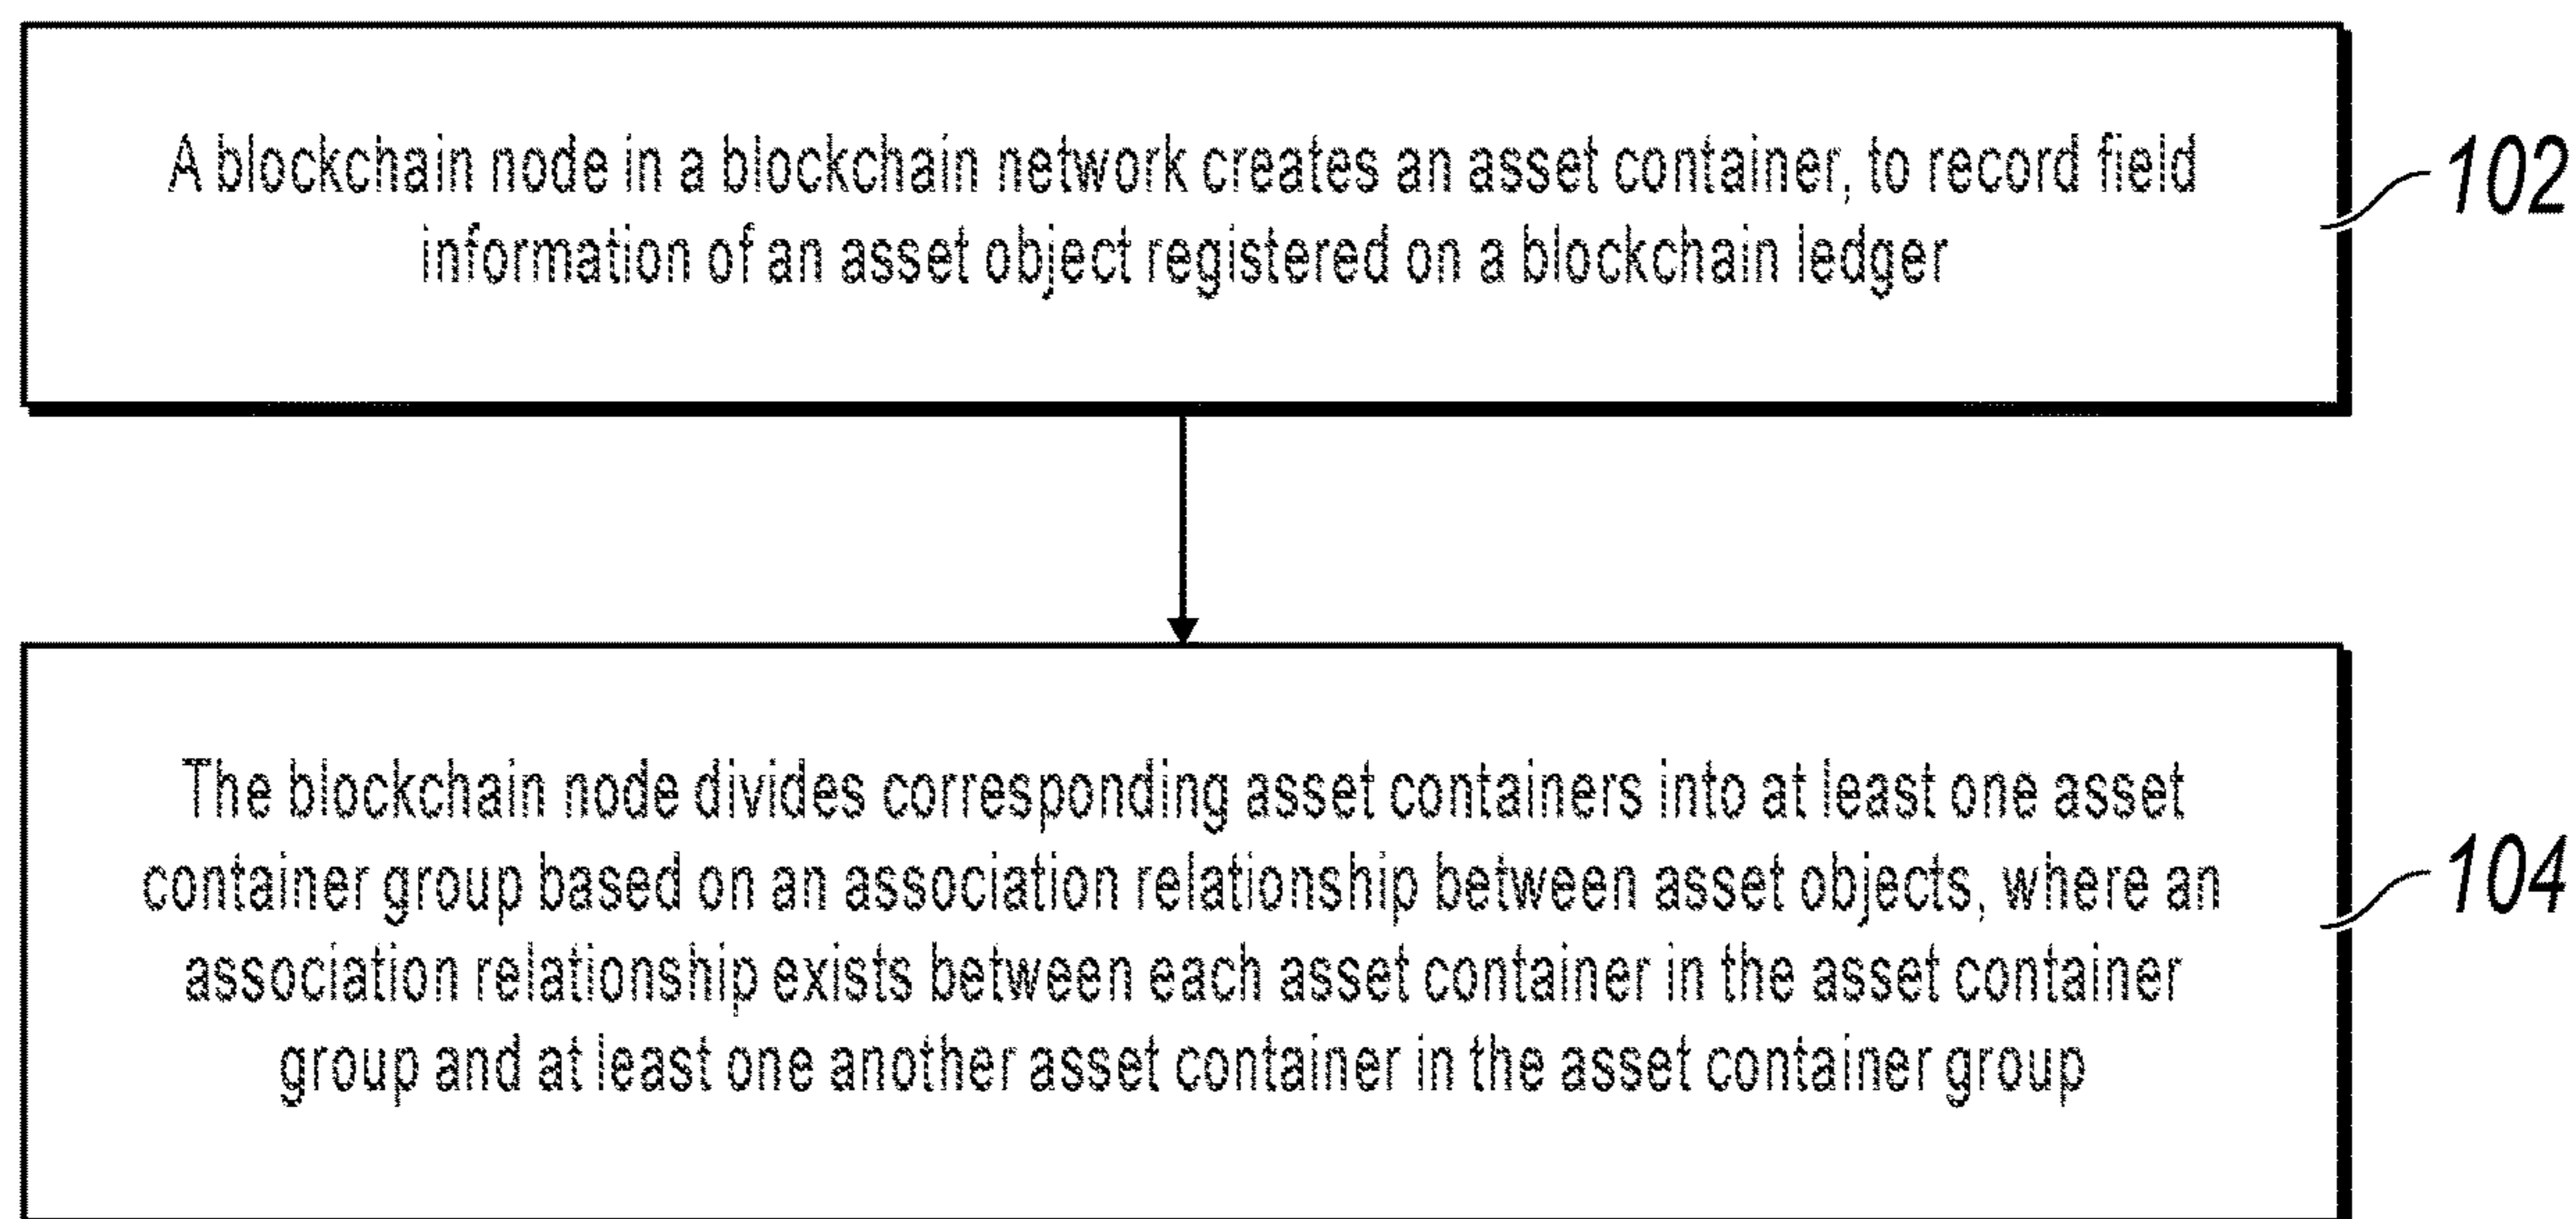 A blockchain node in a blockchain network creates an asset container, to record field
information of an asset object registered on a blockchain ledger
102
The blockchain node divides corresponding asset containers into at least one asset
container group based on an association relationship between asset objects, where an
association relationship exists between each asset container in the asset container
group and at least one another asset container in the asset container group
104